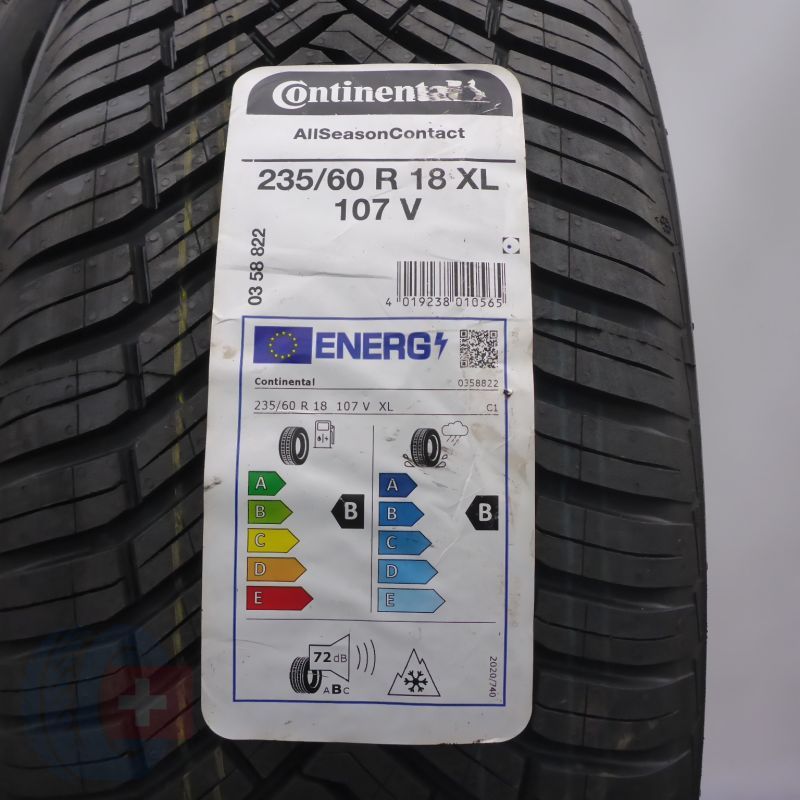 Continental
AllSeasonContact
235/60 R 18 XL
107 V
03 58 822
4 019238 010565
ENERG
Continental 0358822
235/60 R 18 107 V XL C1
A
B
C
D
E
B
A
B
C
D
E
B
72 dB
ABC
2020/740